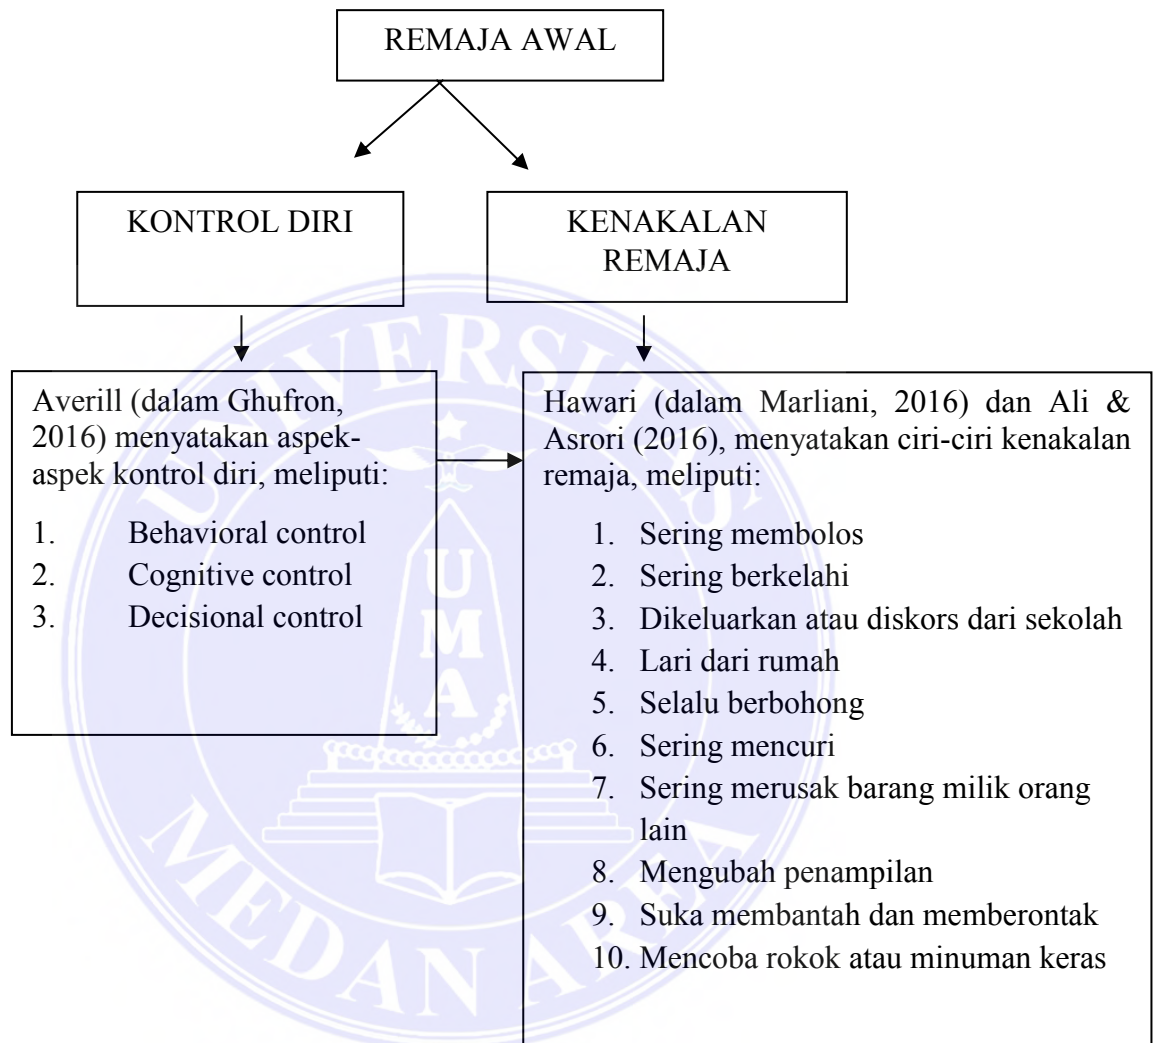 REMAJA AWAL
KONTROL DIRI
KENAKALAN
REMAJA
Averill (dalam Ghufron,
2016) menyatakan aspek-
aspek kontrol diri, meliputi:
1. Behavioral control
2. Cognitive control
3. Decisional control
Hawari (dalam Marliani, 2016) dan Ali &
Asrori (2016), menyatakan ciri-ciri kenakalan
remaja, meliputi:
1. Sering membolos
2. Sering berkelahi
3. Dikeluarkan atau diskors dari sekolah
4. Lari dari rumah
5. Selalu berbohong
6. Sering mencuri
7. Sering merusak barang milik orang
lain
8. Mengubah penampilan
9. Suka membantah dan memberontak
10. Mencoba rokok atau minuman keras
UNIVERSITAS
UMA
MEDAN AREA